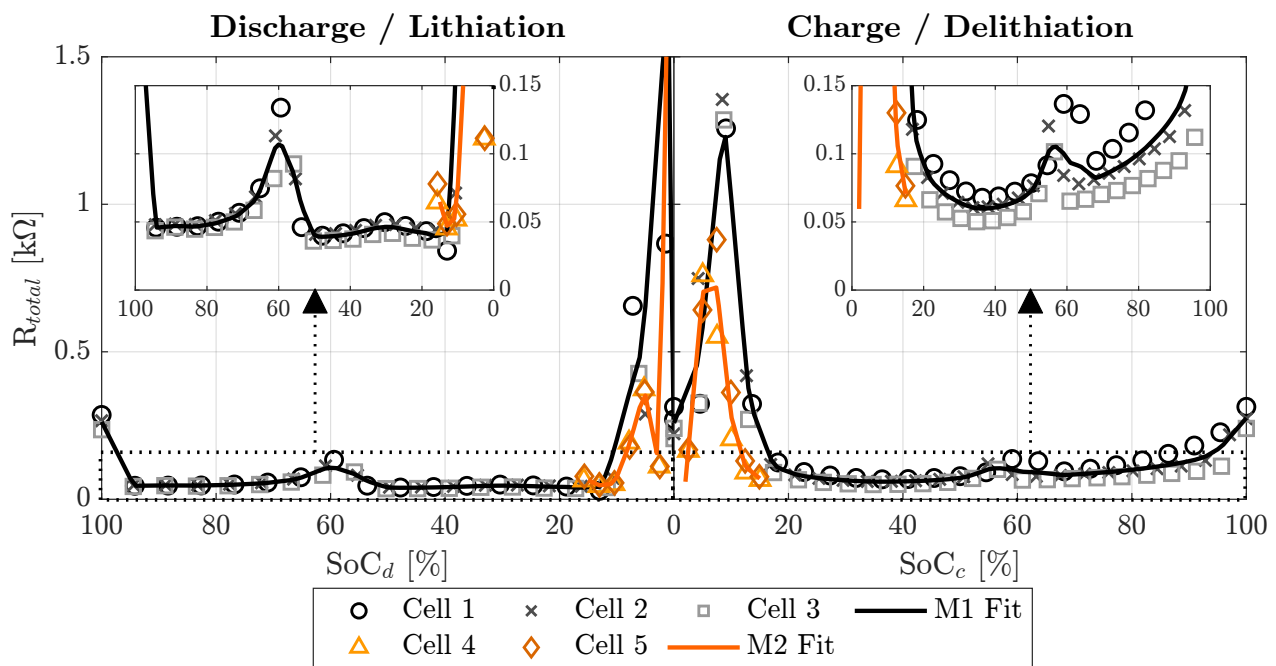 Discharge / Lithiation
Charge / Delithiation
R_total [kΩ]
1.5
1
0.5
0
0.15
0.1
0.05
0
100 80 60 40 20 0
0.15
0.1
0.05
0
0 20 40 60 80 100
100 80 60 40 20 0 20 40 60 80 100
SoC_d [%]
SoC_c [%]
Cell 1 Cell 2 Cell 3 M1 Fit
Cell 4 Cell 5 M2 Fit